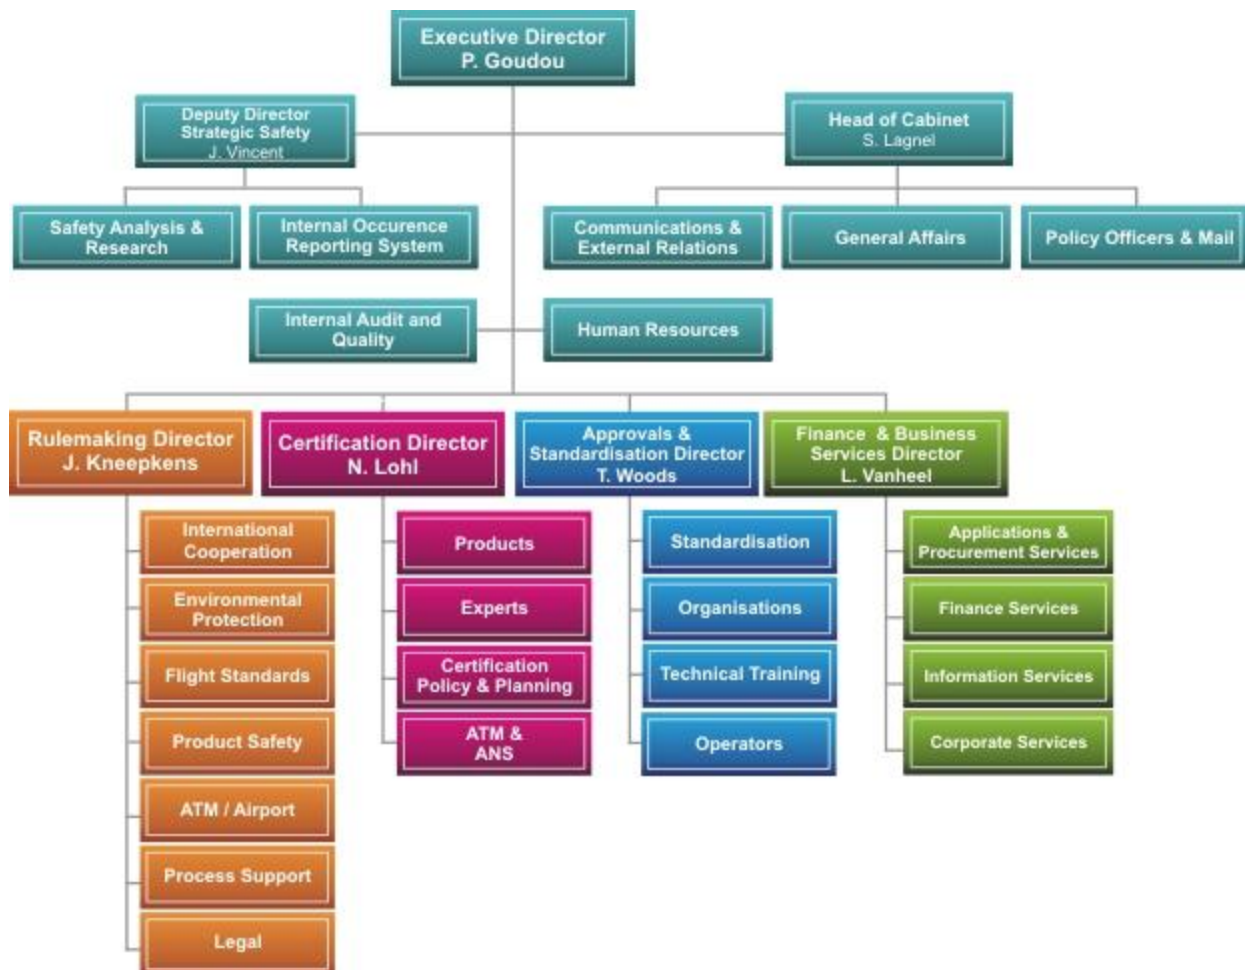 Executive Director
P. Goudou
Deputy Director
Strategic Safety
J. Vincent
Head of Cabinet
S. Lagnel
Safety Analysis &
Research
Internal Occurence
Reporting System
Communications &
External Relations
General Affairs
Policy Officers & Mail
Internal Audit and
Quality
Human Resources
Rulemaking Director
J. Kneepkens
Certification Director
N. Lohl
Approvals &
Standardisation Director
T. Woods
Finance & Business
Services Director
L. Vanheel
International
Cooperation
Environmental
Protection
Flight Standards
Product Safety
ATM / Airport
Process Support
Legal
Products
Experts
Certification
Policy & Planning
ATM &
ANS
Standardisation
Organisations
Technical Training
Operators
Applications &
Procurement Services
Finance Services
Information Services
Corporate Services